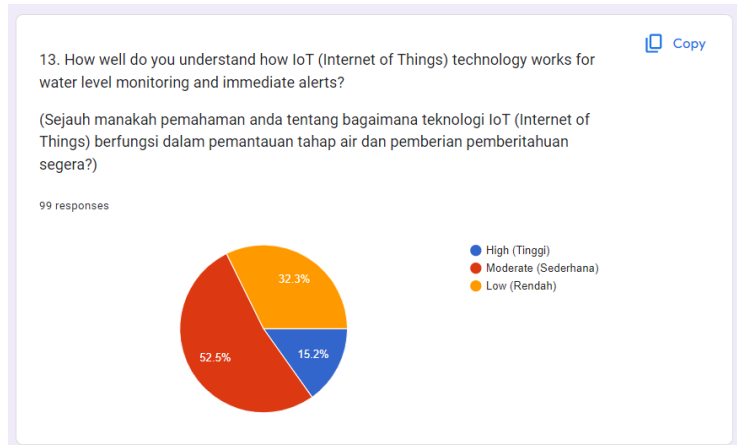 Copy
13. How well do you understand how IoT (Internet of Things) technology works for
water level monitoring and immediate alerts?
(Sejauh manakah pemahaman anda tentang bagaimana teknologi IoT (Internet of
Things) berfungsi dalam pemantauan tahap air dan pemberian pemberitahuan
segera?)
99 responses
32.3%
52.5%
15.2%
High (Tinggi)
Moderate (Sederhana)
Low (Rendah)